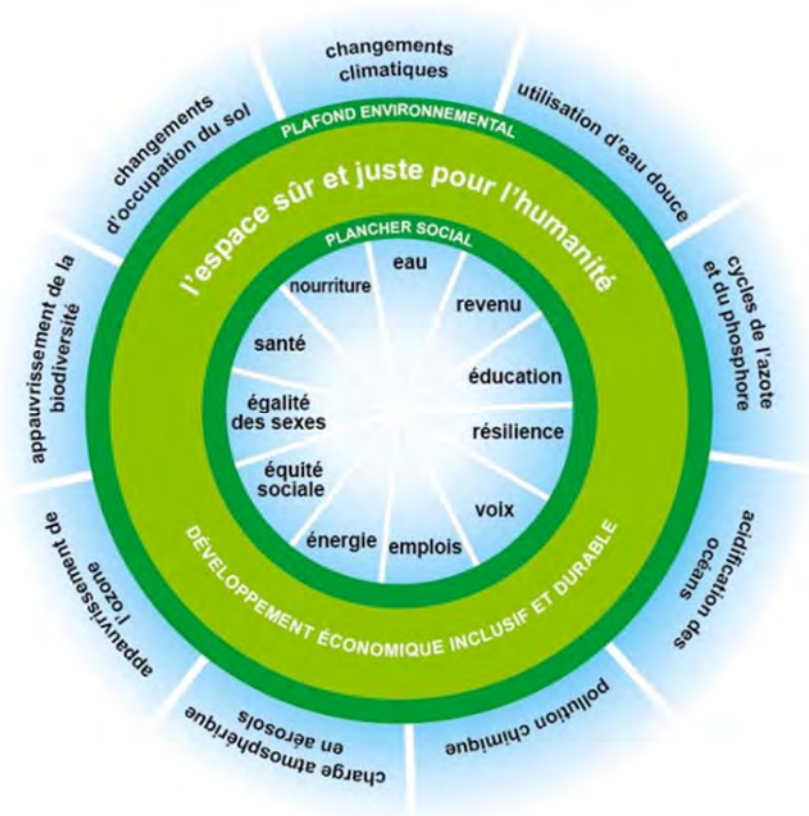 changements
climatiques
utilisation d'eau douce
cycles de l'azote
et du phosphore
acidification des
océans
pollution chimique
charge atmosphérique
en aérosols
appauvrissement de
l'ozone
appauvrissement de la
biodiversité
changements
d'occupation du sol
PLAFOND ENVIRONNEMENTAL
l'espace sûr et juste pour l'humanité
PLANCHER SOCIAL
eau
revenu
éducation
résilience
voix
emplois
énergie
équité
sociale
égalité
des sexes
santé
nourriture
DÉVELOPPEMENT ÉCONOMIQUE INCLUSIF ET DURABLE